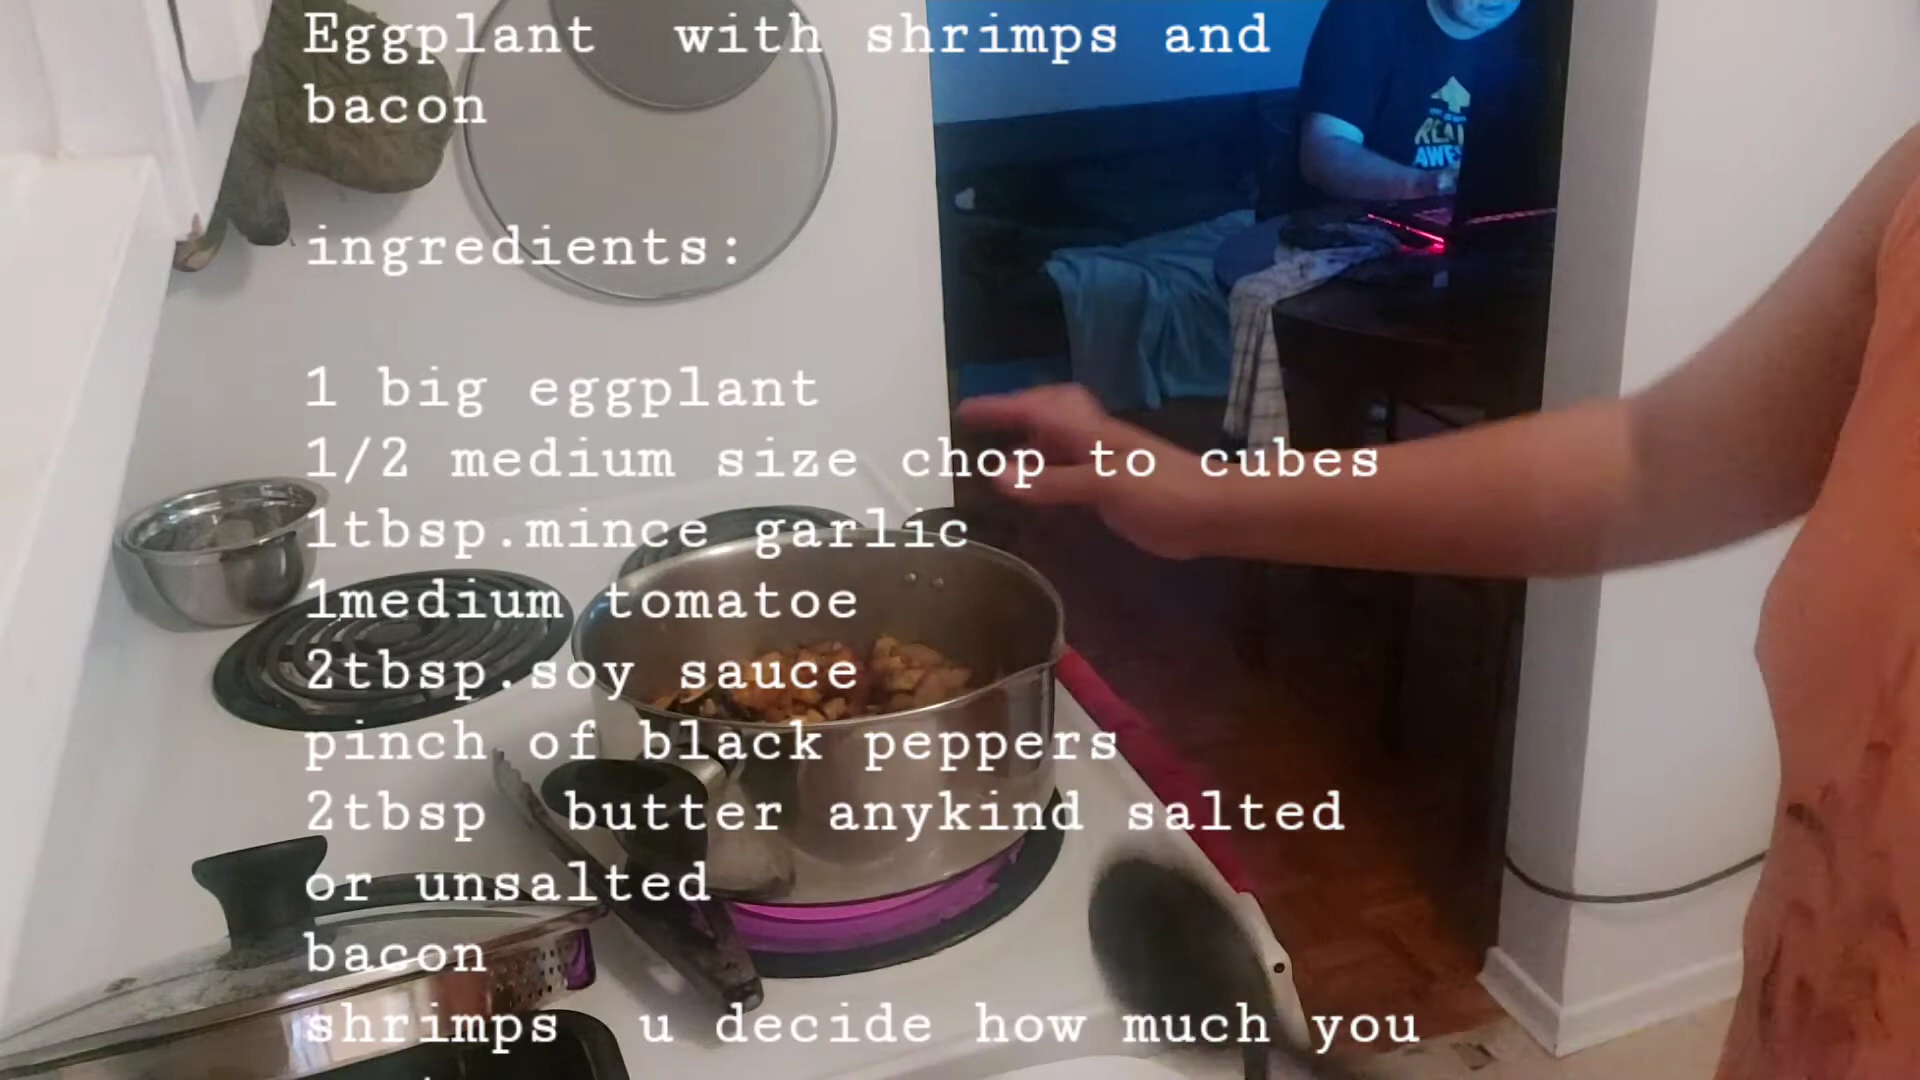 Eggplant with shrimps and
bacon
ingredients:
1 big eggplant
1/2 medium size chop to cubes
1tbsp.mince garlic
1medium tomatoe
2tbsp.soy sauce
pinch of black peppers
2tbsp butter anykind salted
or unsalted
bacon
shrimps u decide how much you